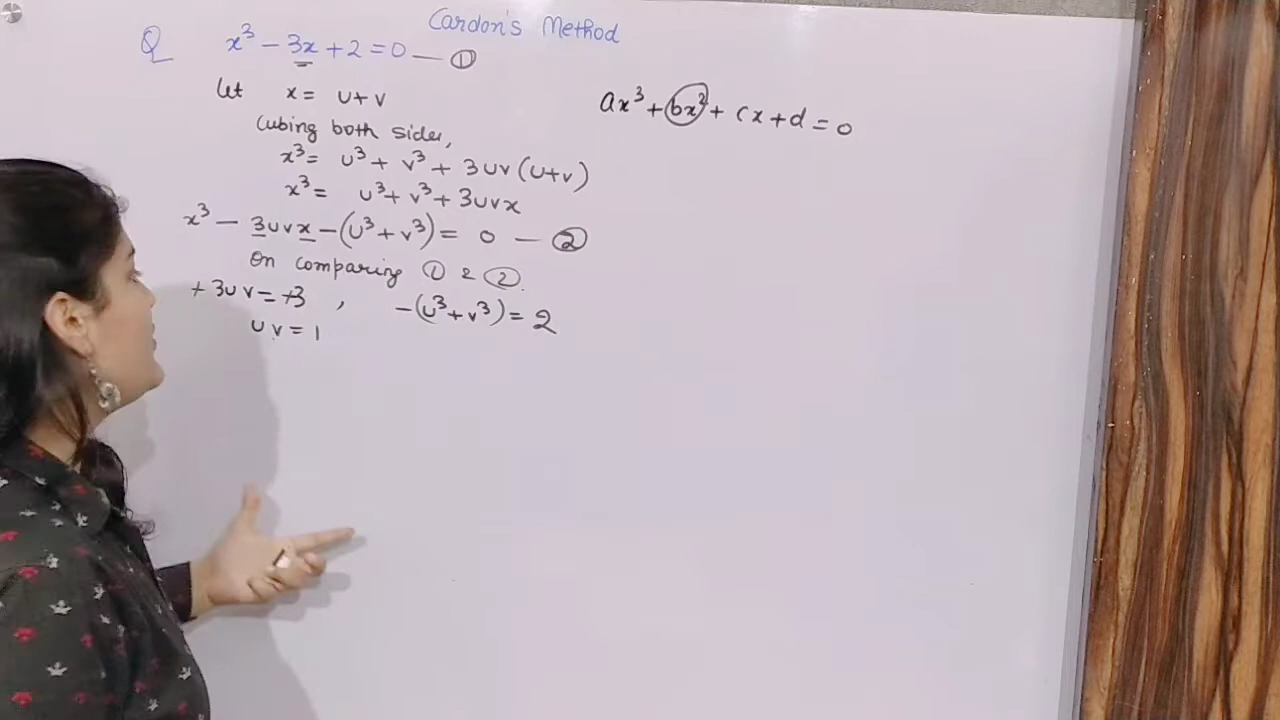 Cardon's Method
Q x³ - 3x + 2 = 0 — ①
Let x = u + v
Cubing both sides,
x³ = u³ + v³ + 3uv(u+v)
x³ = u³ + v³ + 3uvx
x³ - 3uvx - (u³ + v³) = 0 — ②
On comparing ① & ②.
+3uv = +3 , -(u³ + v³) = 2
uv = 1
ax³ + bx² + cx + d = 0